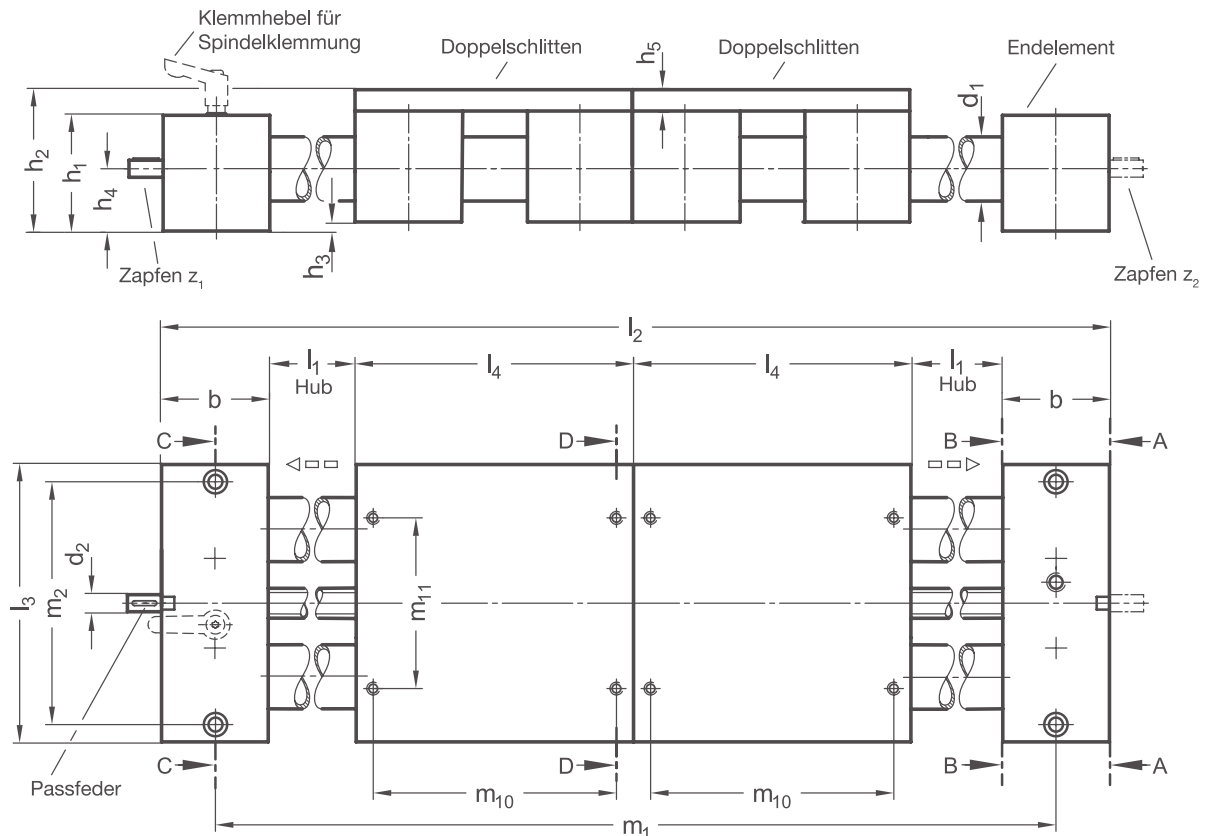 Klemmhebel für
Spindelklemmung
Doppelschlitten
h₅
Doppelschlitten
Endelement
d₁
h₂
h₁
h₄
h₃
Zapfen z₁
Zapfen z₂
l₂
l₁
Hub
l₄
l₄
l₁
Hub
b
b
C
D
B
A
d₂
l₃
m₂
m₁₁
Passfeder
C
D
B
A
m₁₀
m₁₀
m₁